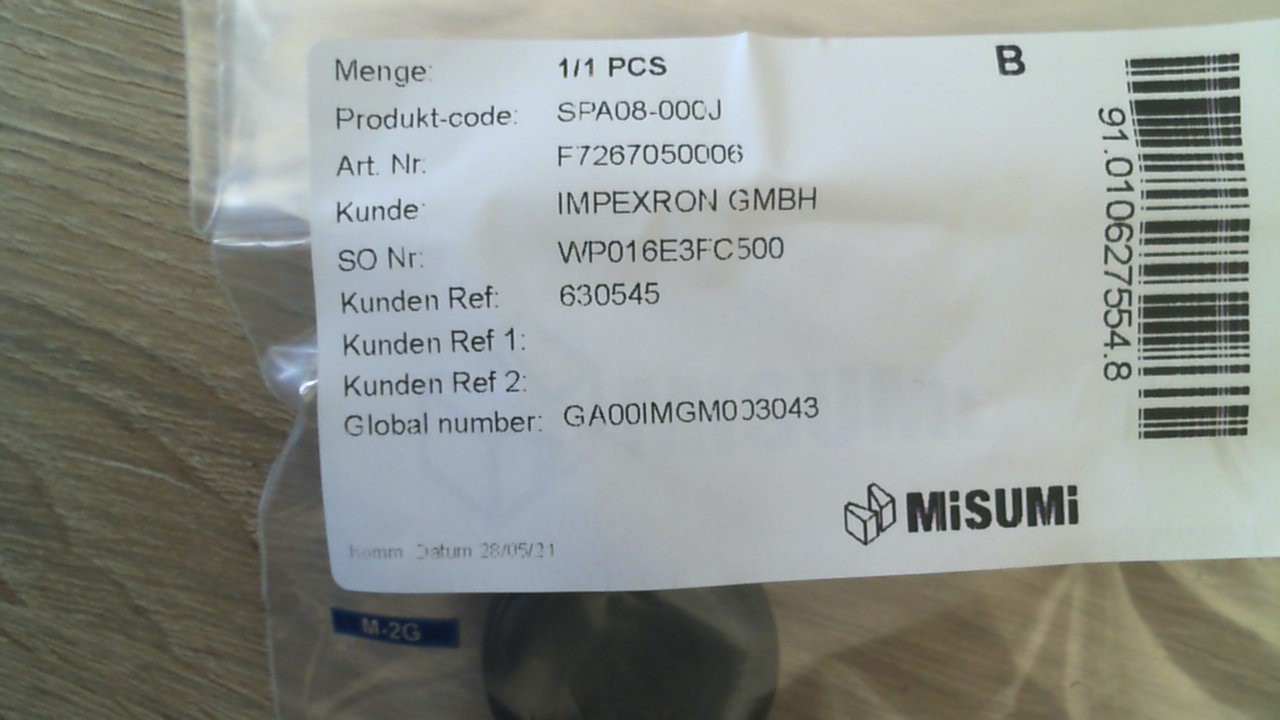 Menge: 1/1 PCS
B
Produkt-code: SPA08-000J
Art. Nr: F7267050006
Kunde: IMPEXRON GMBH
SO Nr: WP016E3FC500
Kunden Ref: 630545
Kunden Ref 1:
Kunden Ref 2:
Global number: GA00IMGM003043
91.010627554.8
MiSUMi
Komm. Datum 28/05/21
M-2G